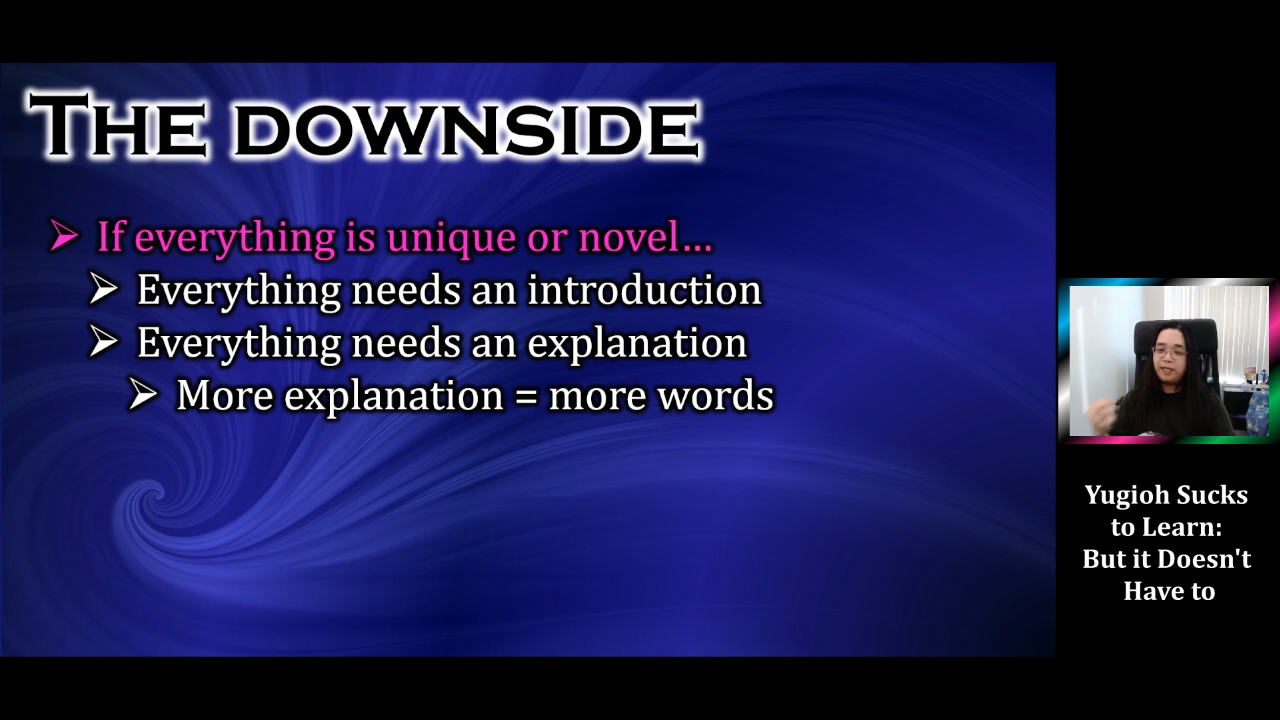 THE DOWNSIDE
If everything is unique or novel...
Everything needs an introduction
Everything needs an explanation
More explanation = more words
Yugioh Sucks
to Learn:
But it Doesn't
Have to